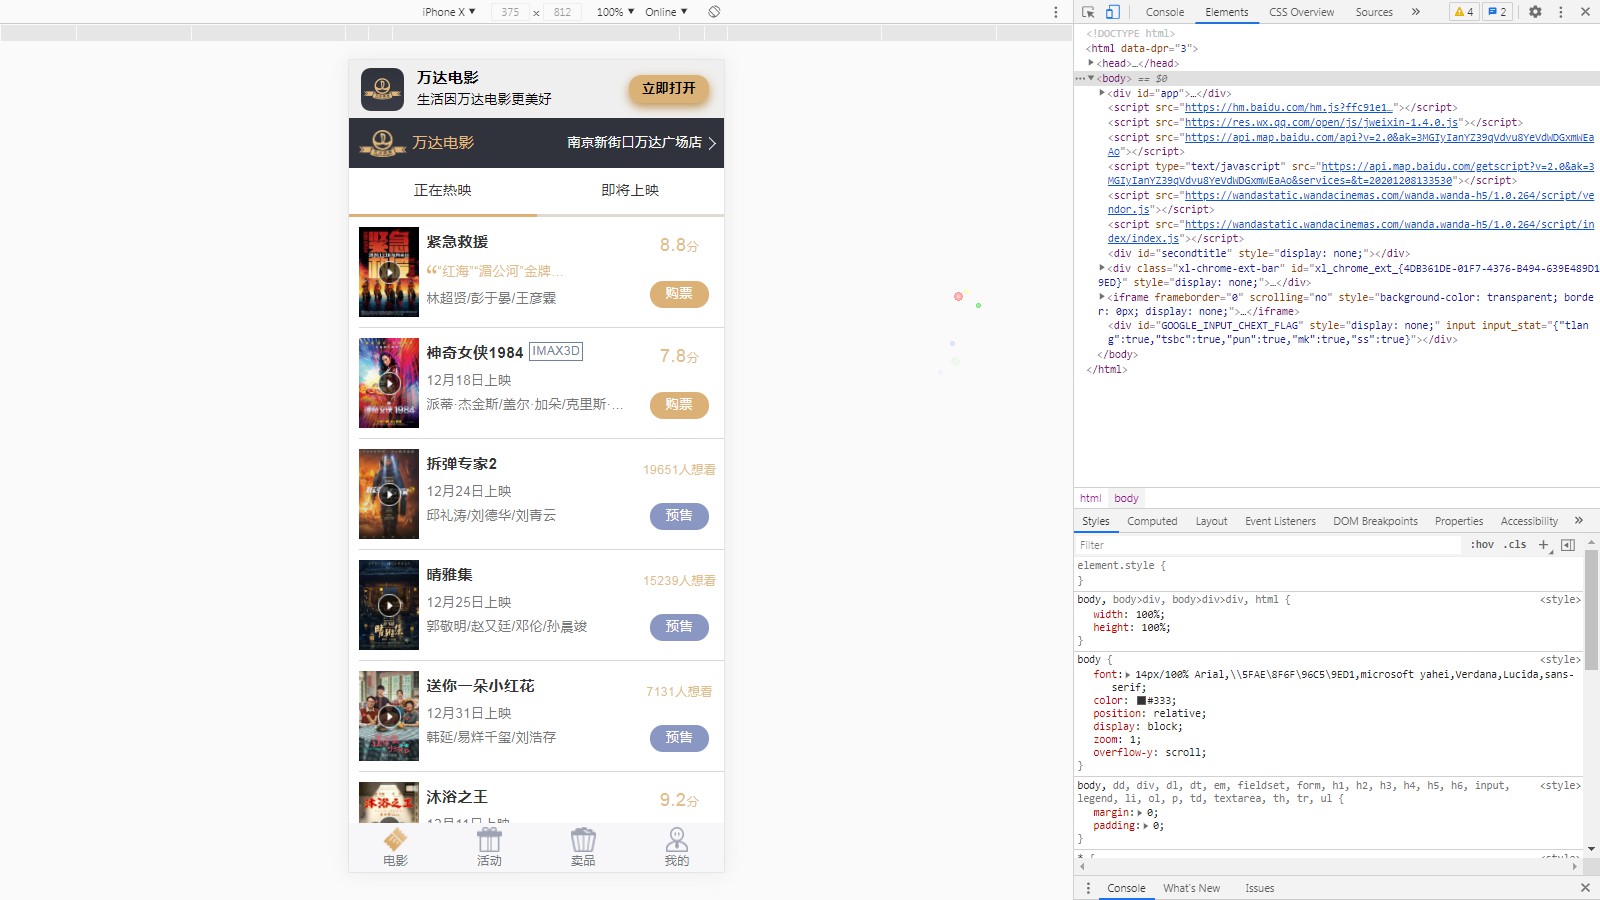 iPhone X ▼ 375 × 812 100% ▼ Online ▼
万达电影
生活因万达电影更美好
立即打开
万达电影 南京新街口万达广场店
正在热映 即将上映
紧急救援 8.8分
“红海”“湄公河”金牌...
购票
林超贤/彭于晏/王彦霖
神奇女侠1984 IMAX3D 7.8分
12月18日上映
派蒂·杰金斯/盖尔·加朵/克里斯·... 购票
拆弹专家2 19651人想看
12月24日上映
邱礼涛/刘德华/刘青云 预售
晴雅集 15239人想看
12月25日上映
郭敬明/赵又廷/邓伦/孙晨竣 预售
送你一朵小红花 7131人想看
12月31日上映
韩延/易烊千玺/刘浩存 预售
沐浴之王 9.2分
12月11日上映
电影 活动 卖品 我的
Console Elements CSS Overview Sources » 4 2
<!DOCTYPE html>
<html data-dpr="3">
<head>…</head>
<body> == $0
<div id="app">…</div>
<script src="https://hm.baidu.com/hm.js?ffc91e1…"></script>
<script src="https://res.wx.qq.com/open/js/jweixin-1.4.0.js"></script>
<script src="https://api.map.baidu.com/api?v=2.0&ak=3MGIyIanYZ39qVdvu8YeVdWDGxmWEa
Ao"></script>
<script type="text/javascript" src="https://api.map.baidu.com/getscript?v=2.0&ak=3
MGIyIanYZ39qVdvu8YeVdWDGxmWEaAo&services=&t=20201208133530"></script>
<script src="https://wandastatic.wandacinemas.com/wanda.wanda-h5/1.0.264/script/ve
ndor.js"></script>
<script src="https://wandastatic.wandacinemas.com/wanda.wanda-h5/1.0.264/script/in
dex/index.js"></script>
<div id="secondtitle" style="display: none;"></div>
<div class="xl-chrome-ext-bar" id="xl_chrome_ext_{4DB361DE-01F7-4376-B494-639E489D1
9ED}" style="display: none;">…</div>
<iframe frameborder="0" scrolling="no" style="background-color: transparent; borde
r: 0px; display: none;">…</iframe>
<div id="GOOGLE_INPUT_CHEXT_FLAG" style="display: none;" input input_stat="{"tlan
g":true,"tsbc":true,"pun":true,"mk":true,"ss":true}"></div>
</body>
</html>
html body
Styles Computed Layout Event Listeners DOM Breakpoints Properties Accessibility »
Filter :hov .cls +
element.style {
}
body, body>div, body>div>div, html { <style>
width: 100%;
height: 100%;
}
body { <style>
font: 14px/100% Arial,\\5FAE\8F6F\96C5\9ED1,microsoft yahei,Verdana,Lucida,sans-
serif;
color: #333;
position: relative;
display: block;
zoom: 1;
overflow-y: scroll;
}
body, dd, div, dl, dt, em, fieldset, form, h1, h2, h3, h4, h5, h6, input, <style>
legend, li, ol, p, td, textarea, th, tr, ul {
margin: 0;
padding: 0;
}
* { <style>
Console What's New Issues